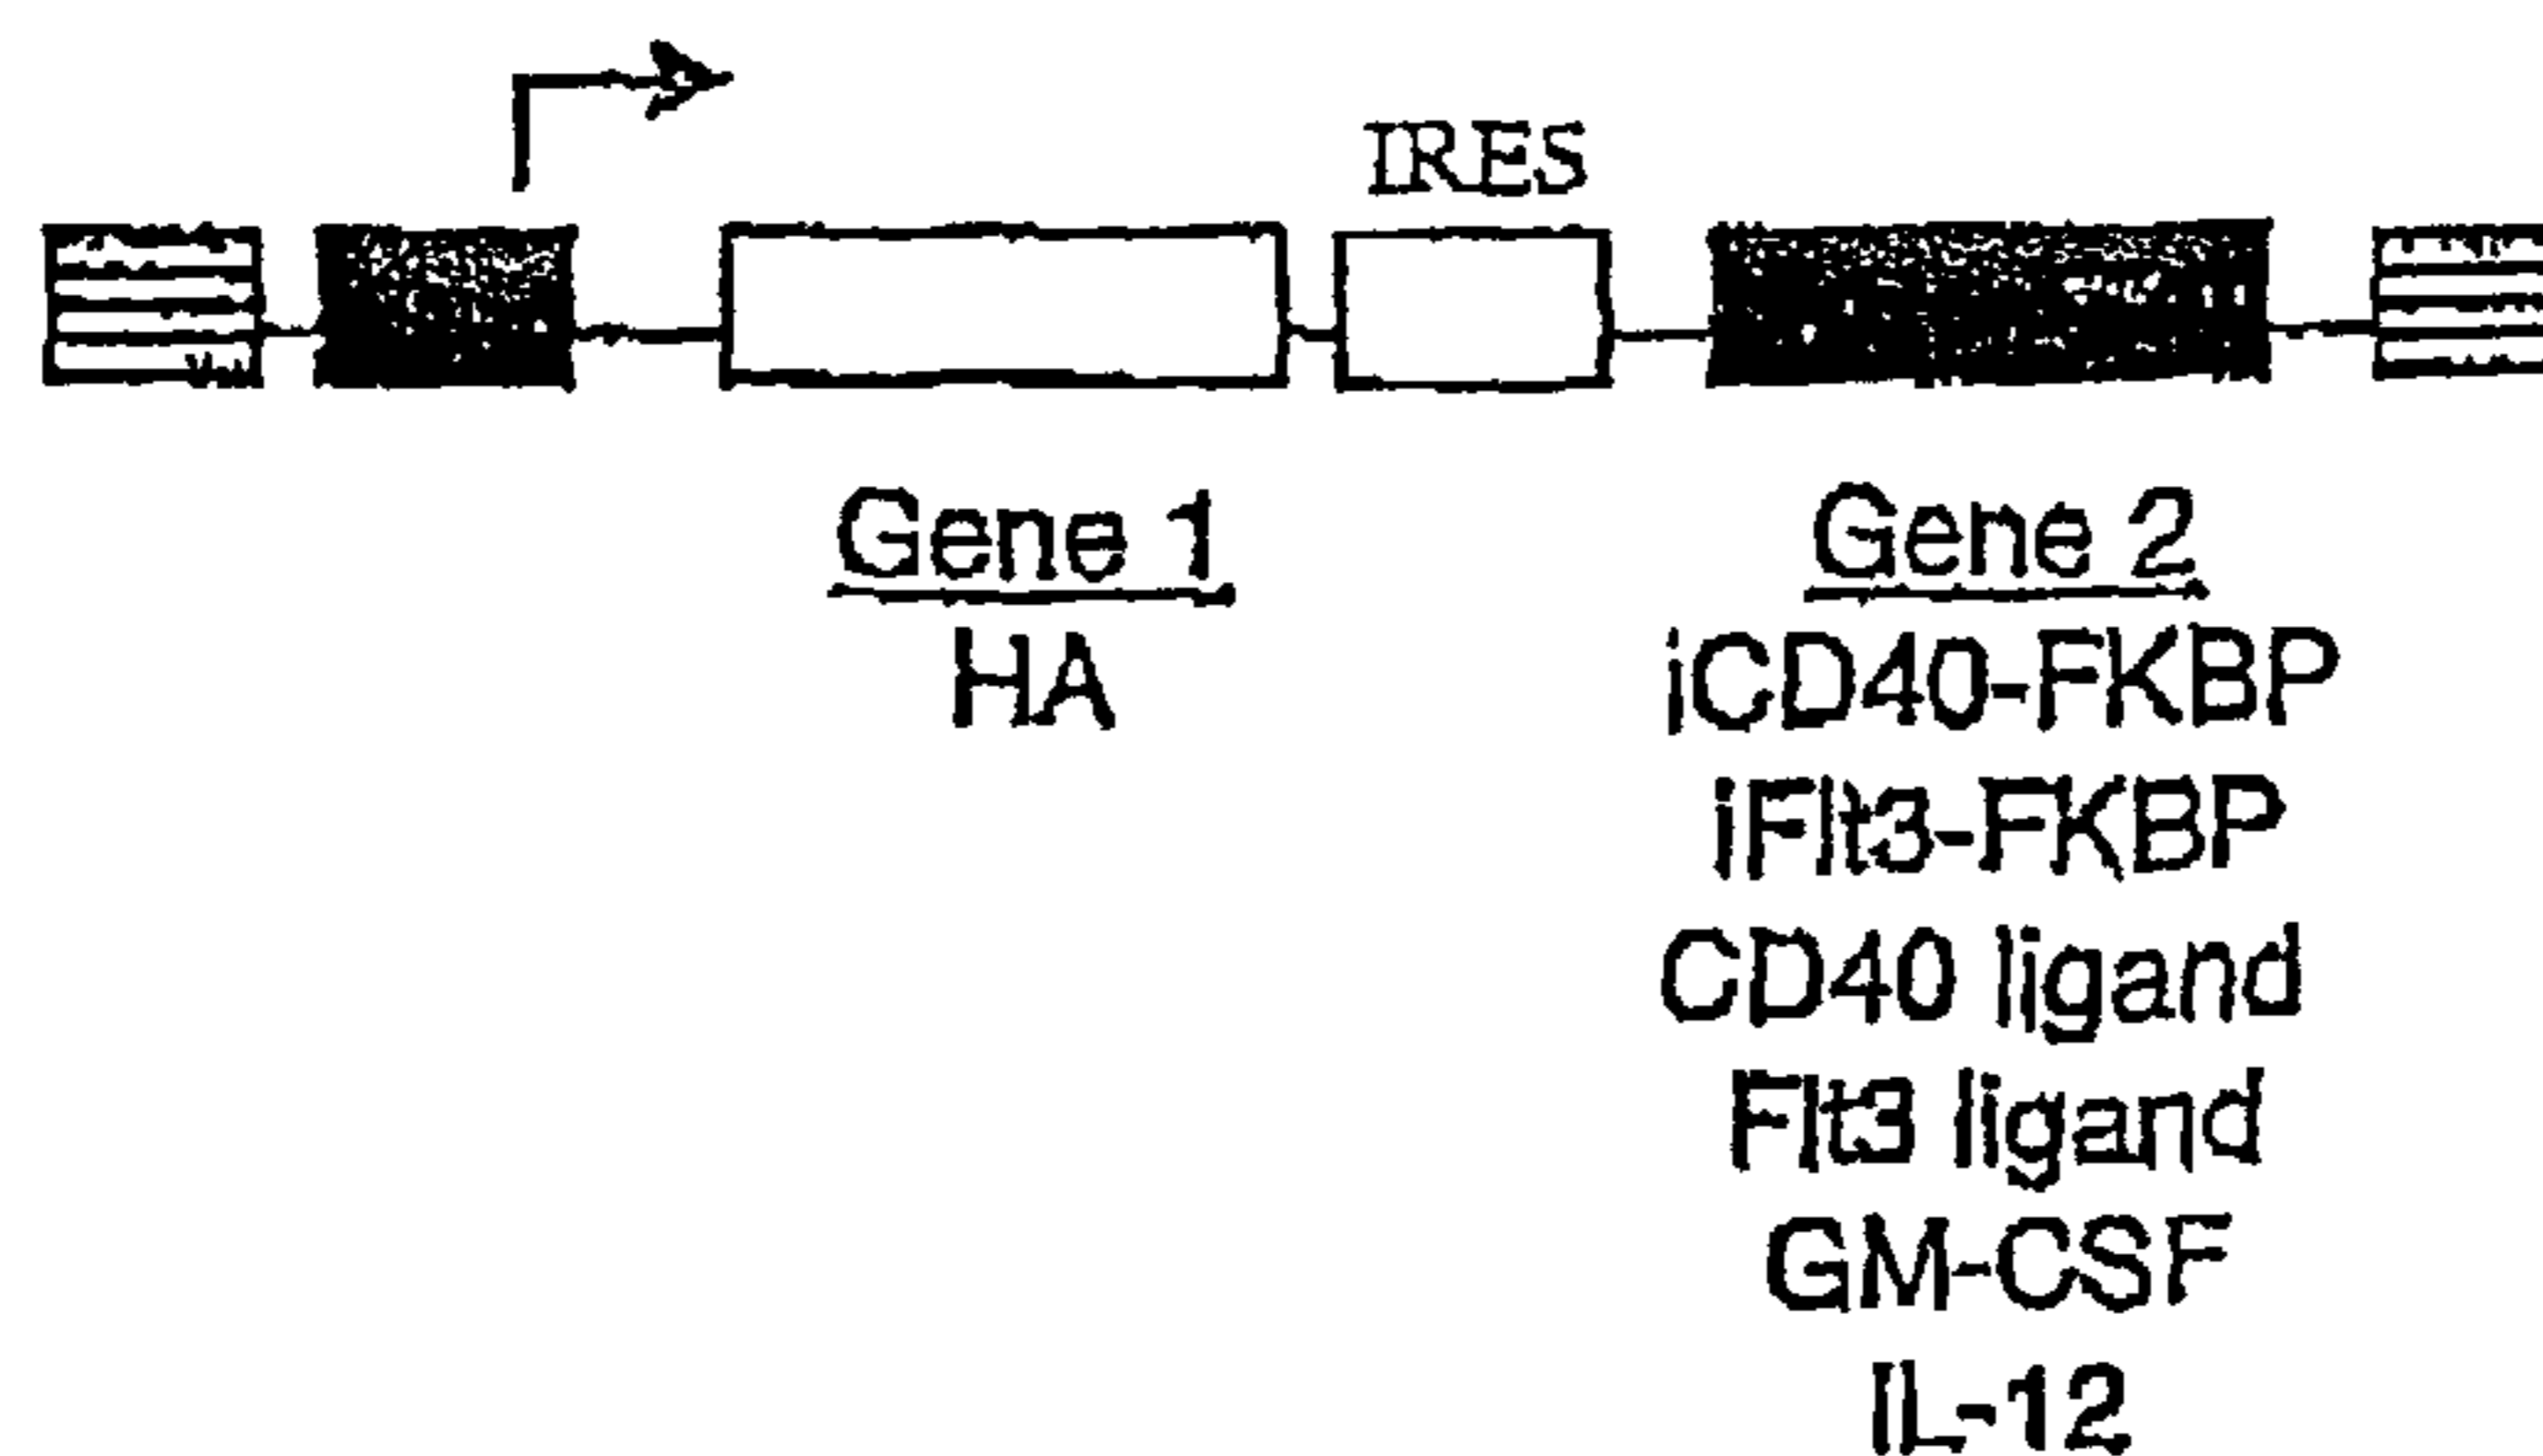 IRES
Gene 1
HA
Gene 2
iCD40-FKBP
iFlt3-FKBP
CD40 ligand
Flt3 ligand
GM-CSF
IL-12